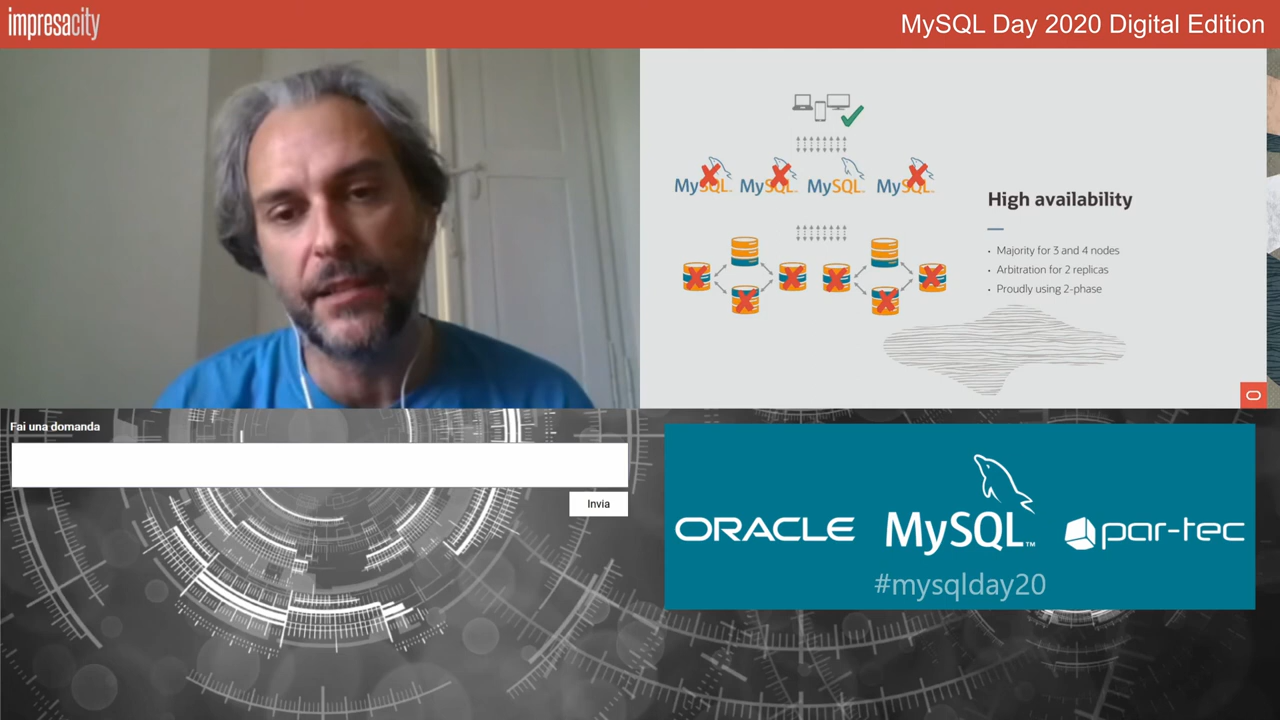 impresacity
MySQL Day 2020 Digital Edition
MySQL MySQL MySQL MySQL
High availability
• Majority for 3 and 4 nodes
• Arbitration for 2 replicas
• Proudly using 2-phase
Fai una domanda
Invia
ORACLE MySQL™ par-tec
#mysqlday20